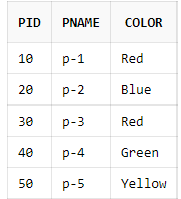 PID PNAME COLOR
10 p-1 Red
20 p-2 Blue
30 p-3 Red
40 p-4 Green
50 p-5 Yellow